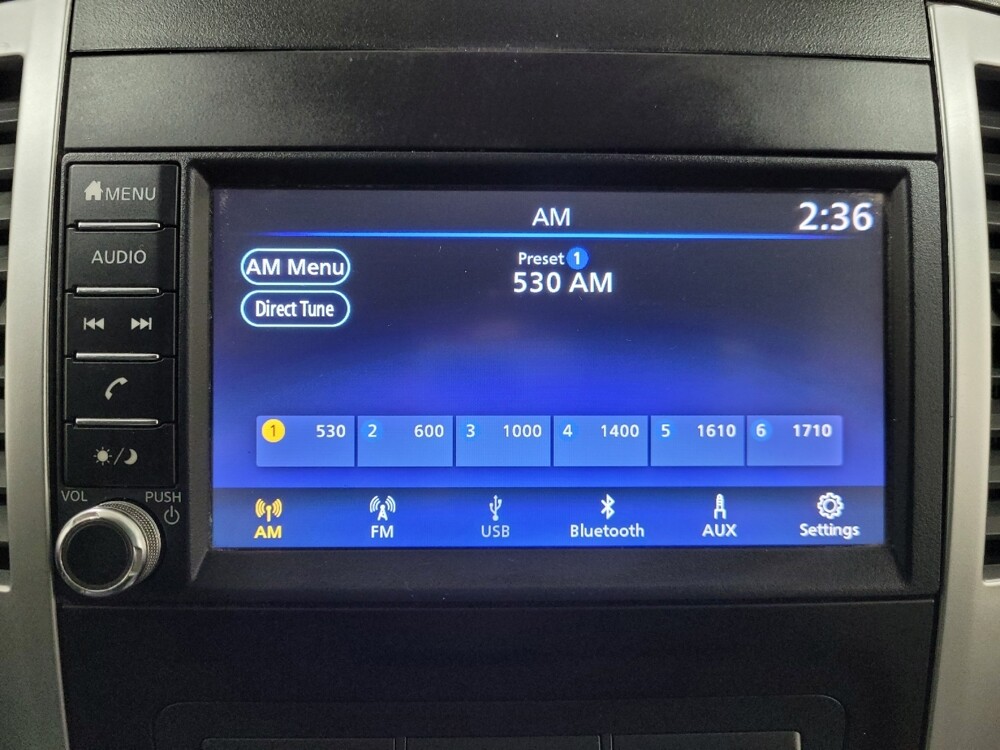 MENU
AUDIO
VOL
PUSH
AM
2:36
AM Menu
Direct Tune
Preset 1
530 AM
1 530
2 600
3 1000
4 1400
5 1610
6 1710
AM
FM
USB
Bluetooth
AUX
Settings